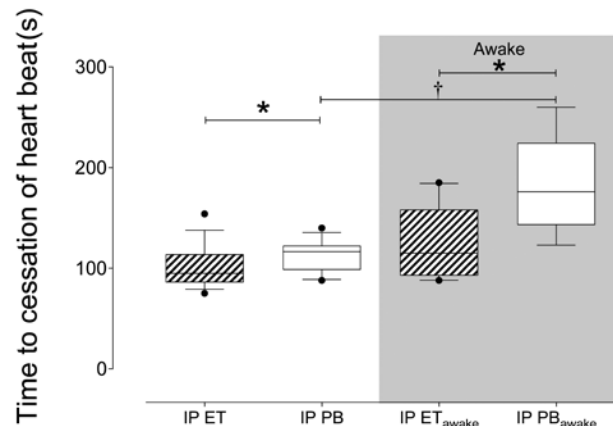 Time to cessation of heart beat(s)
300
200
100
0
Awake
*
†
*
IP ET
IP PB
IP ETawake
IP PBawake